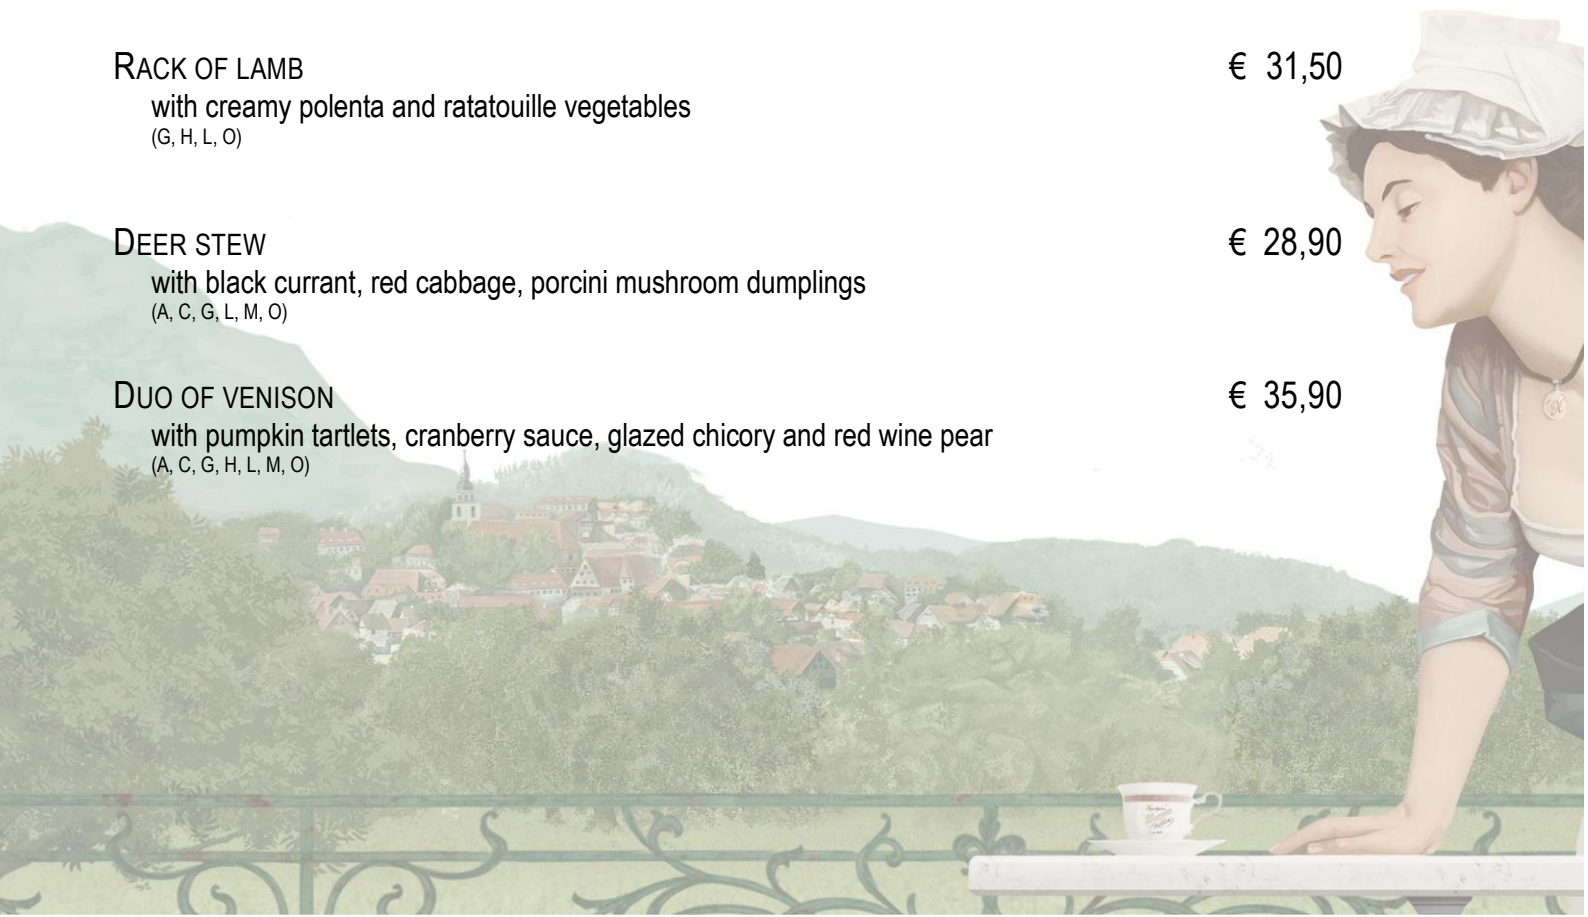 RACK OF LAMB € 31,50
with creamy polenta and ratatouille vegetables
(G, H, L, O)
DEER STEW € 28,90
with black currant, red cabbage, porcini mushroom dumplings
(A, C, G, L, M, O)
DUO OF VENISON € 35,90
with pumpkin tartlets, cranberry sauce, glazed chicory and red wine pear
(A, C, G, H, L, M, O)